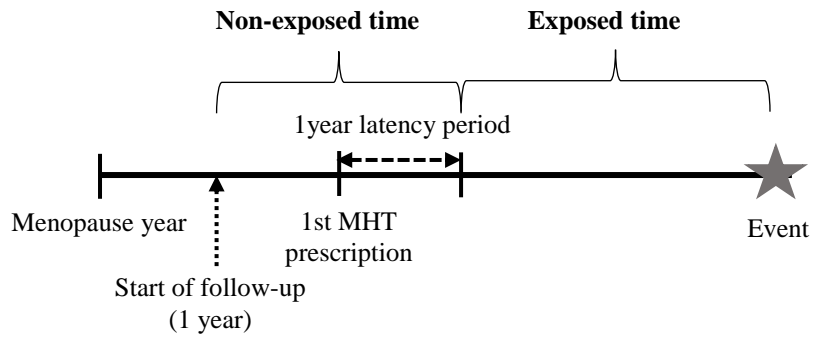 Non-exposed time
Exposed time
1year latency period
Menopause year
1st MHT
prescription
Event
Start of follow-up
(1 year)